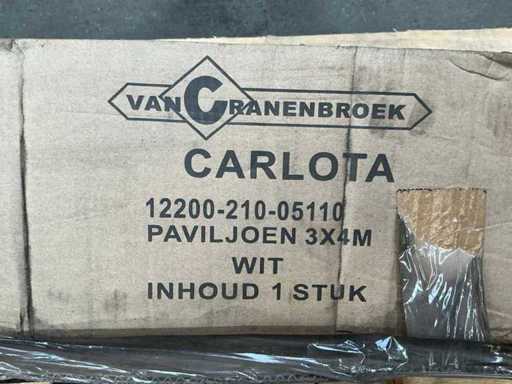 VAN CRANENBROEK
CARLOTA
12200-210-05110
PAVILJOEN 3X4M
WIT
INHOUD 1 STUK